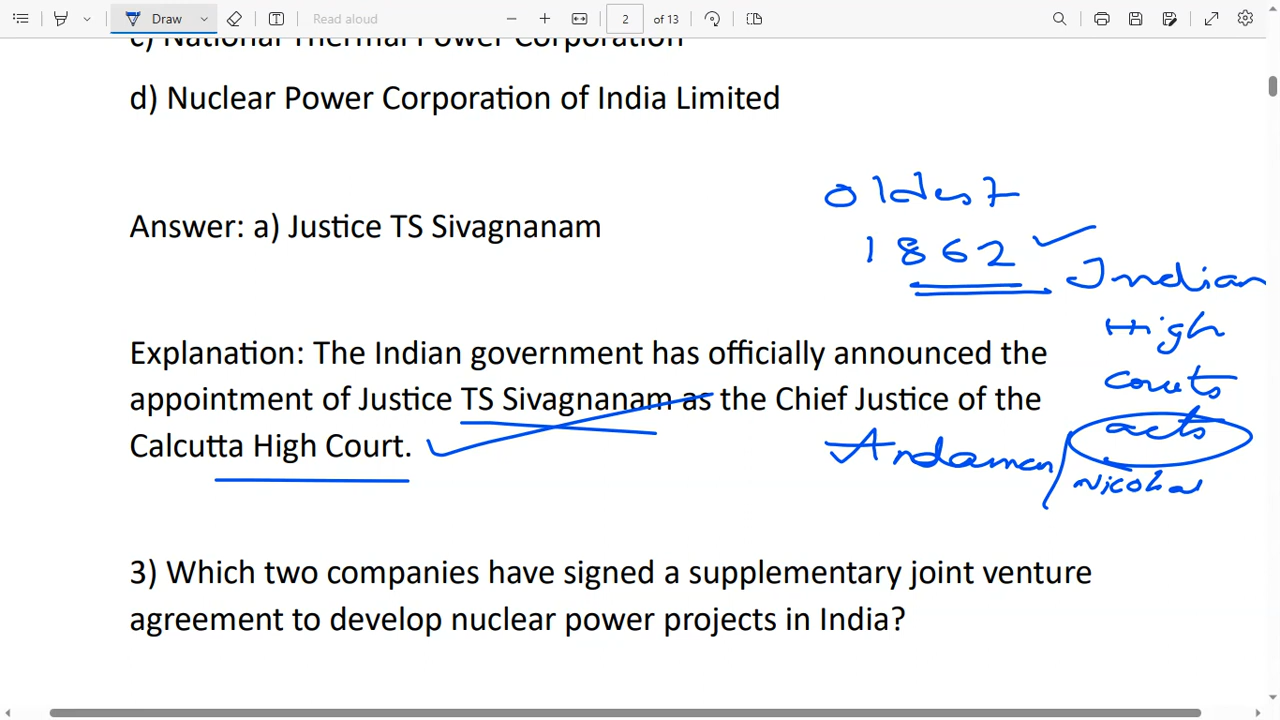 Draw
Read aloud
2 of 13
c) National Thermal Power Corporation
d) Nuclear Power Corporation of India Limited
Oldest
1862
Answer: a) Justice TS Sivagnanam
Indian
High
Courts
acts
Explanation: The Indian government has officially announced the
appointment of Justice TS Sivagnanam as the Chief Justice of the
Calcutta High Court.
Andaman/
Nicobar
3) Which two companies have signed a supplementary joint venture
agreement to develop nuclear power projects in India?